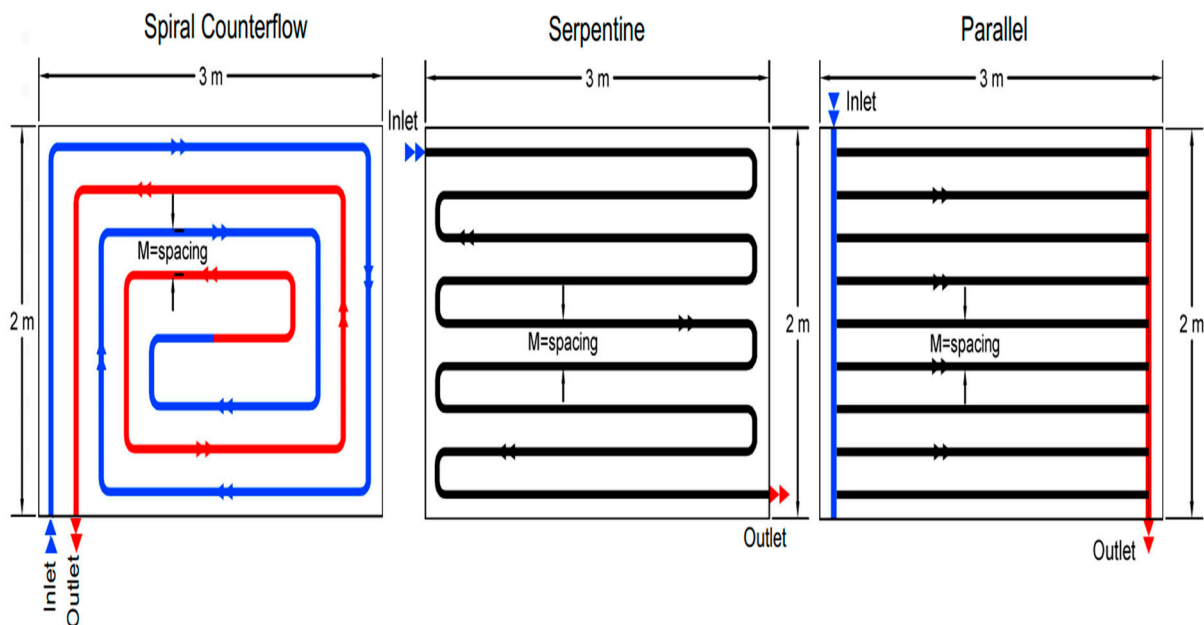 Spiral Counterflow
3 m
2 m
M=spacing
Inlet
Outlet
Serpentine
3 m
Inlet
2 m
M=spacing
Outlet
Parallel
3 m
Inlet
2 m
M=spacing
Outlet